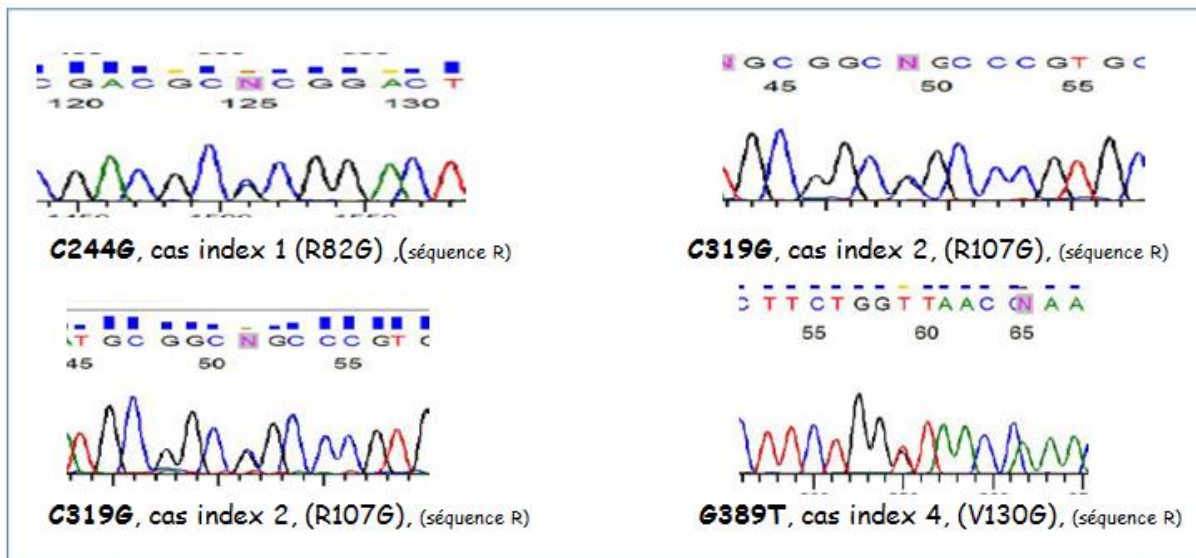 C G A C G C N C G G A C T
120 125 130
C244G, cas index 1 (R82G) ,(séquence R)
N G C G G C N G C C C G T G C
45 50 55
C319G, cas index 2, (R107G), (séquence R)
A T G C G G C N G C C C G T G
45 50 55
C319G, cas index 2, (R107G), (séquence R)
C T T C T G G T T A A C C N A A
55 60 65
G389T, cas index 4, (V130G), (séquence R)